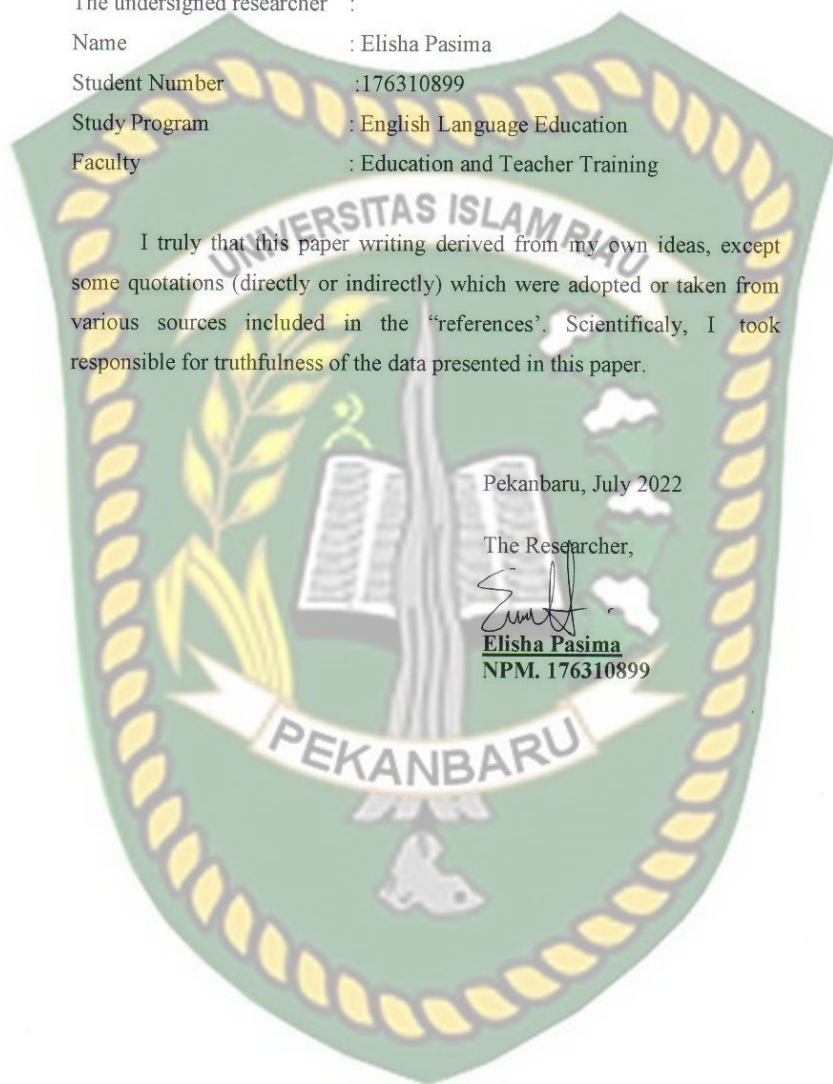 The undersigned researcher :
Name : Elisha Pasima
Student Number :176310899
Study Program : English Language Education
Faculty : Education and Teacher Training
UNIVERSITAS ISLAM RIAU
I truly that this paper writing derived from my own ideas, except
some quotations (directly or indirectly) which were adopted or taken from
various sources included in the “references’. Scientificaly, I took
responsible for truthfulness of the data presented in this paper.
Pekanbaru, July 2022
The Researcher,
Elisha Pasima
NPM. 176310899
PEKANBARU